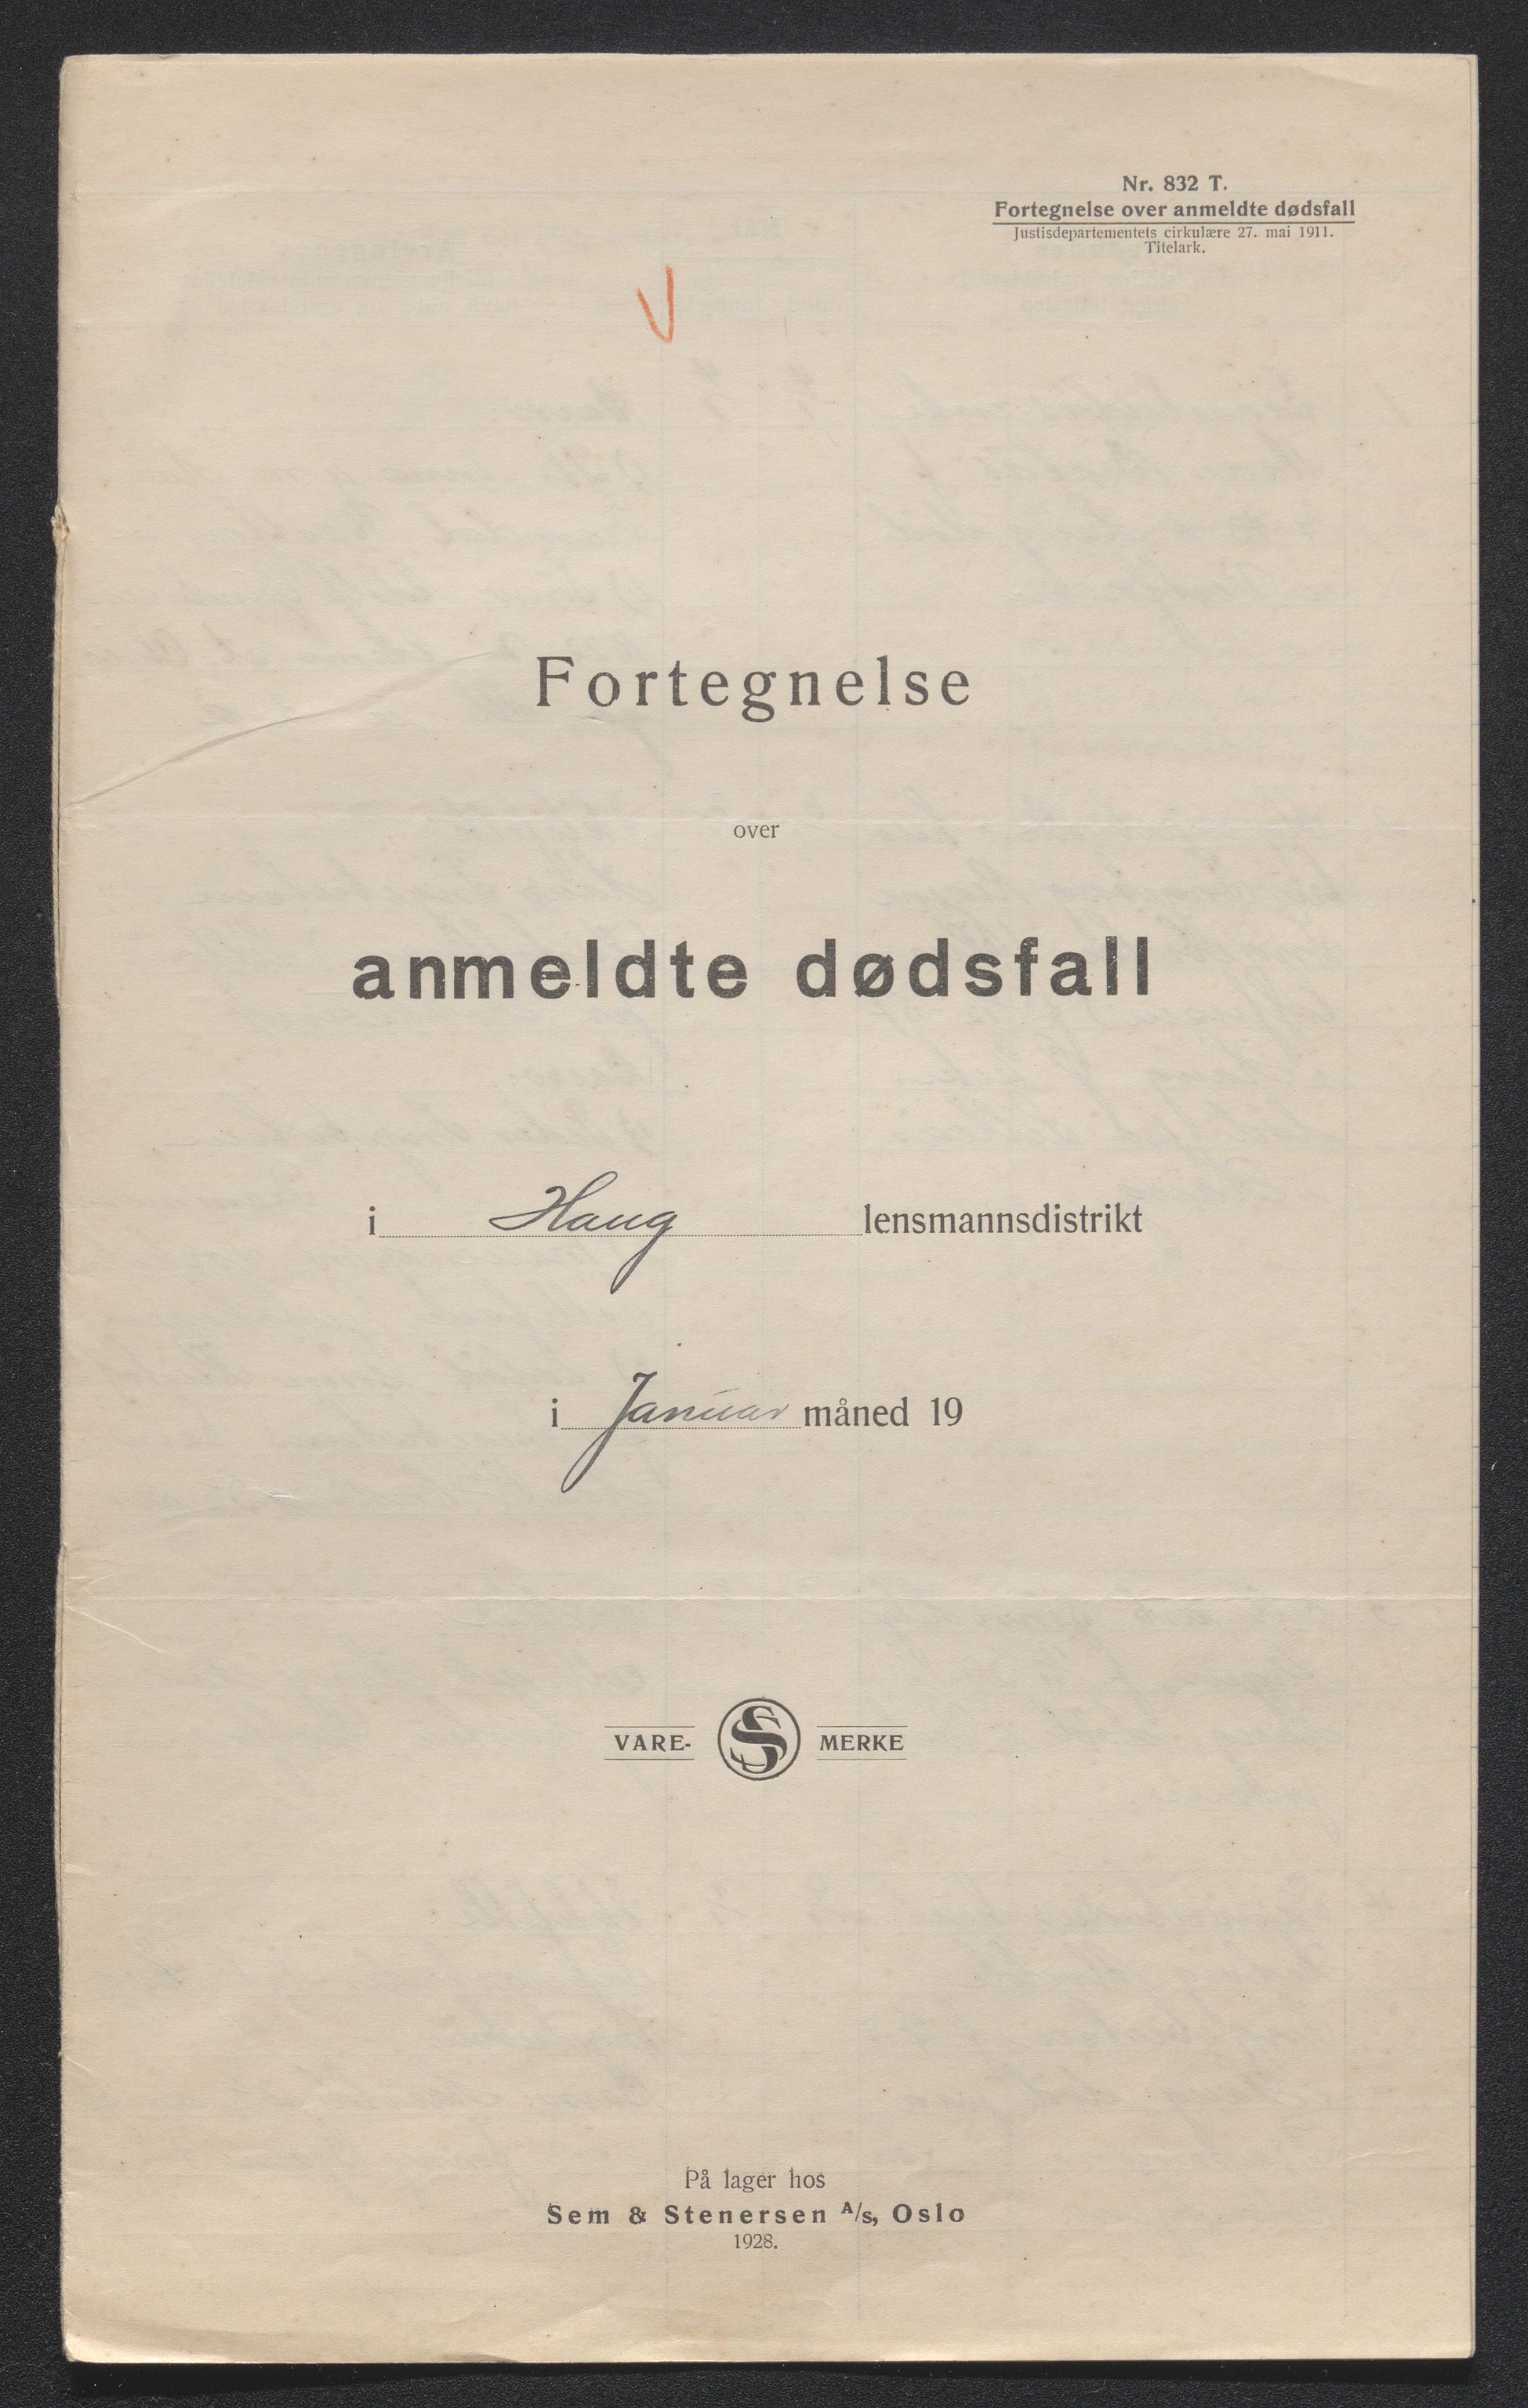 Nr. 832 T.
Fortegnelse over anmeldte dødsfall
Justisdepartementets cirkulære 27. mai 1911.
Titelark.
Fortegnelse
over
anmeldte dødsfall
i Haug lensmannsdistrikt
i Januar måned 19
VARE- SS MERKE
På lager hos
Sem & Stenersen A/s, Oslo
1928.